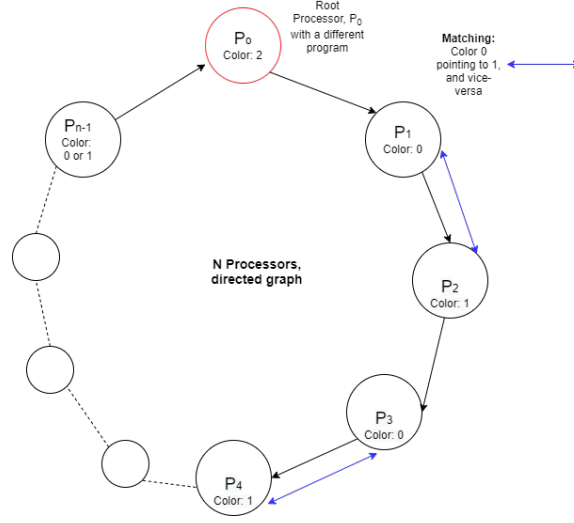 Root
Processor, P0
with a different
program
Po
Color: 2
Matching:
Color 0
pointing to 1,
and vice-
versa
Pn-1
Color:
0 or 1
P1
Color: 0
N Processors,
directed graph
P2
Color: 1
P3
Color: 0
P4
Color: 1